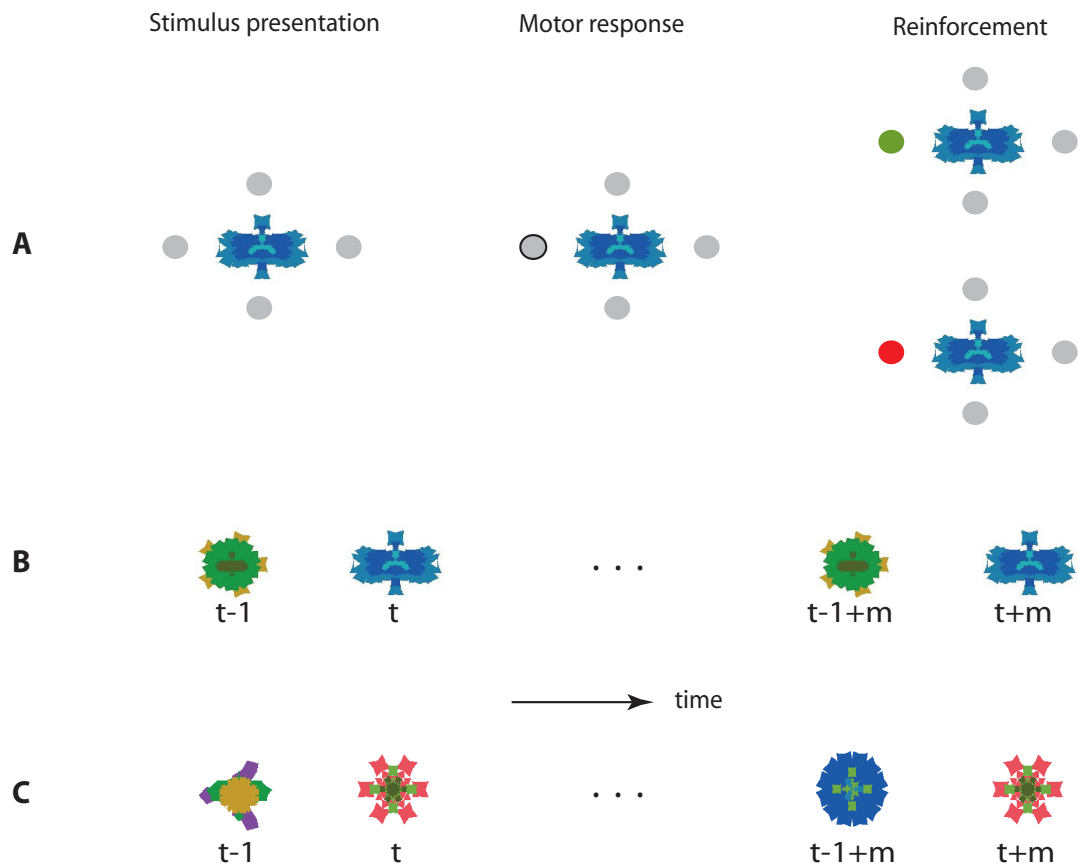 Stimulus presentation
Motor response
Reinforcement
A
B
t-1
t
. . .
t-1+m
t+m
time
C
t-1
t
. . .
t-1+m
t+m